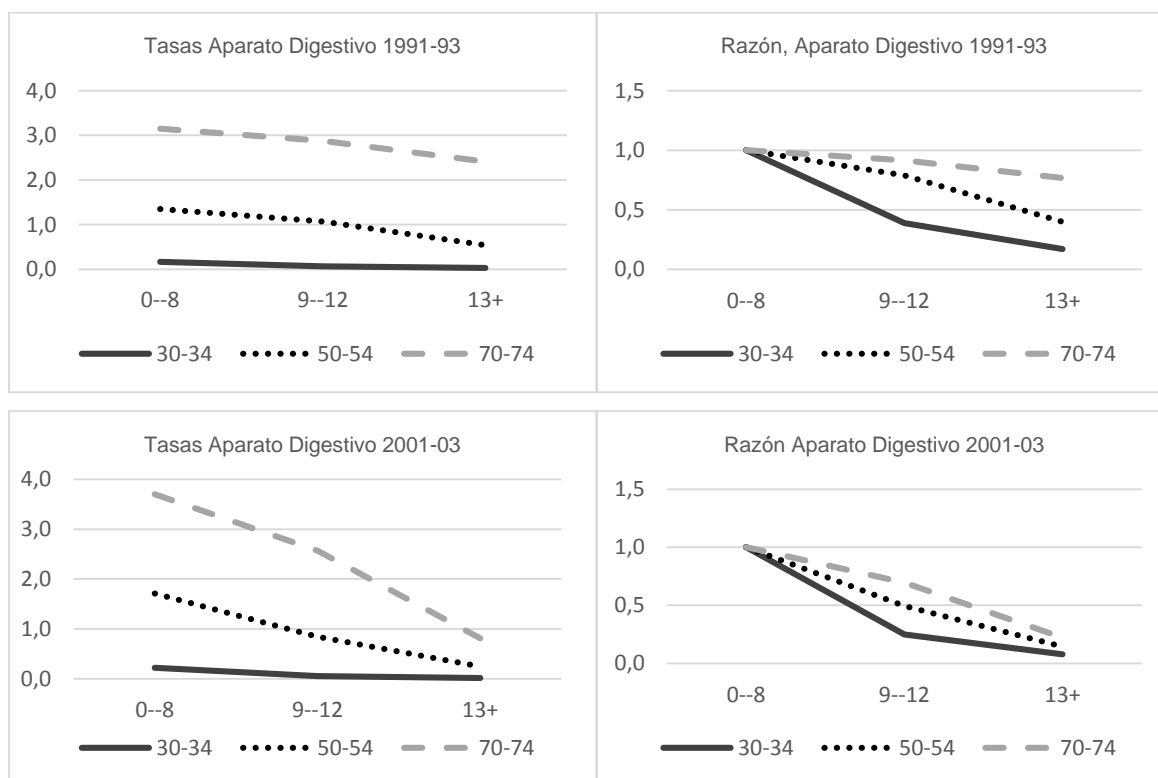 Tasas Aparato Digestivo 1991-93
4,0
3,0
2,0
1,0
0,0
0--8 9--12 13+
30-34 50-54 70-74
Razón, Aparato Digestivo 1991-93
1,5
1,0
0,5
0,0
0--8 9--12 13+
30-34 50-54 70-74
Tasas Aparato Digestivo 2001-03
4,0
3,0
2,0
1,0
0,0
0--8 9--12 13+
30-34 50-54 70-74
Razón Aparato Digestivo 2001-03
1,5
1,0
0,5
0,0
0--8 9--12 13+
30-34 50-54 70-74